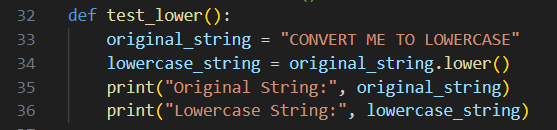 32 def test_lower():
33     original_string = "CONVERT ME TO LOWERCASE"
34     lowercase_string = original_string.lower()
35     print("Original String:", original_string)
36     print("Lowercase String:", lowercase_string)